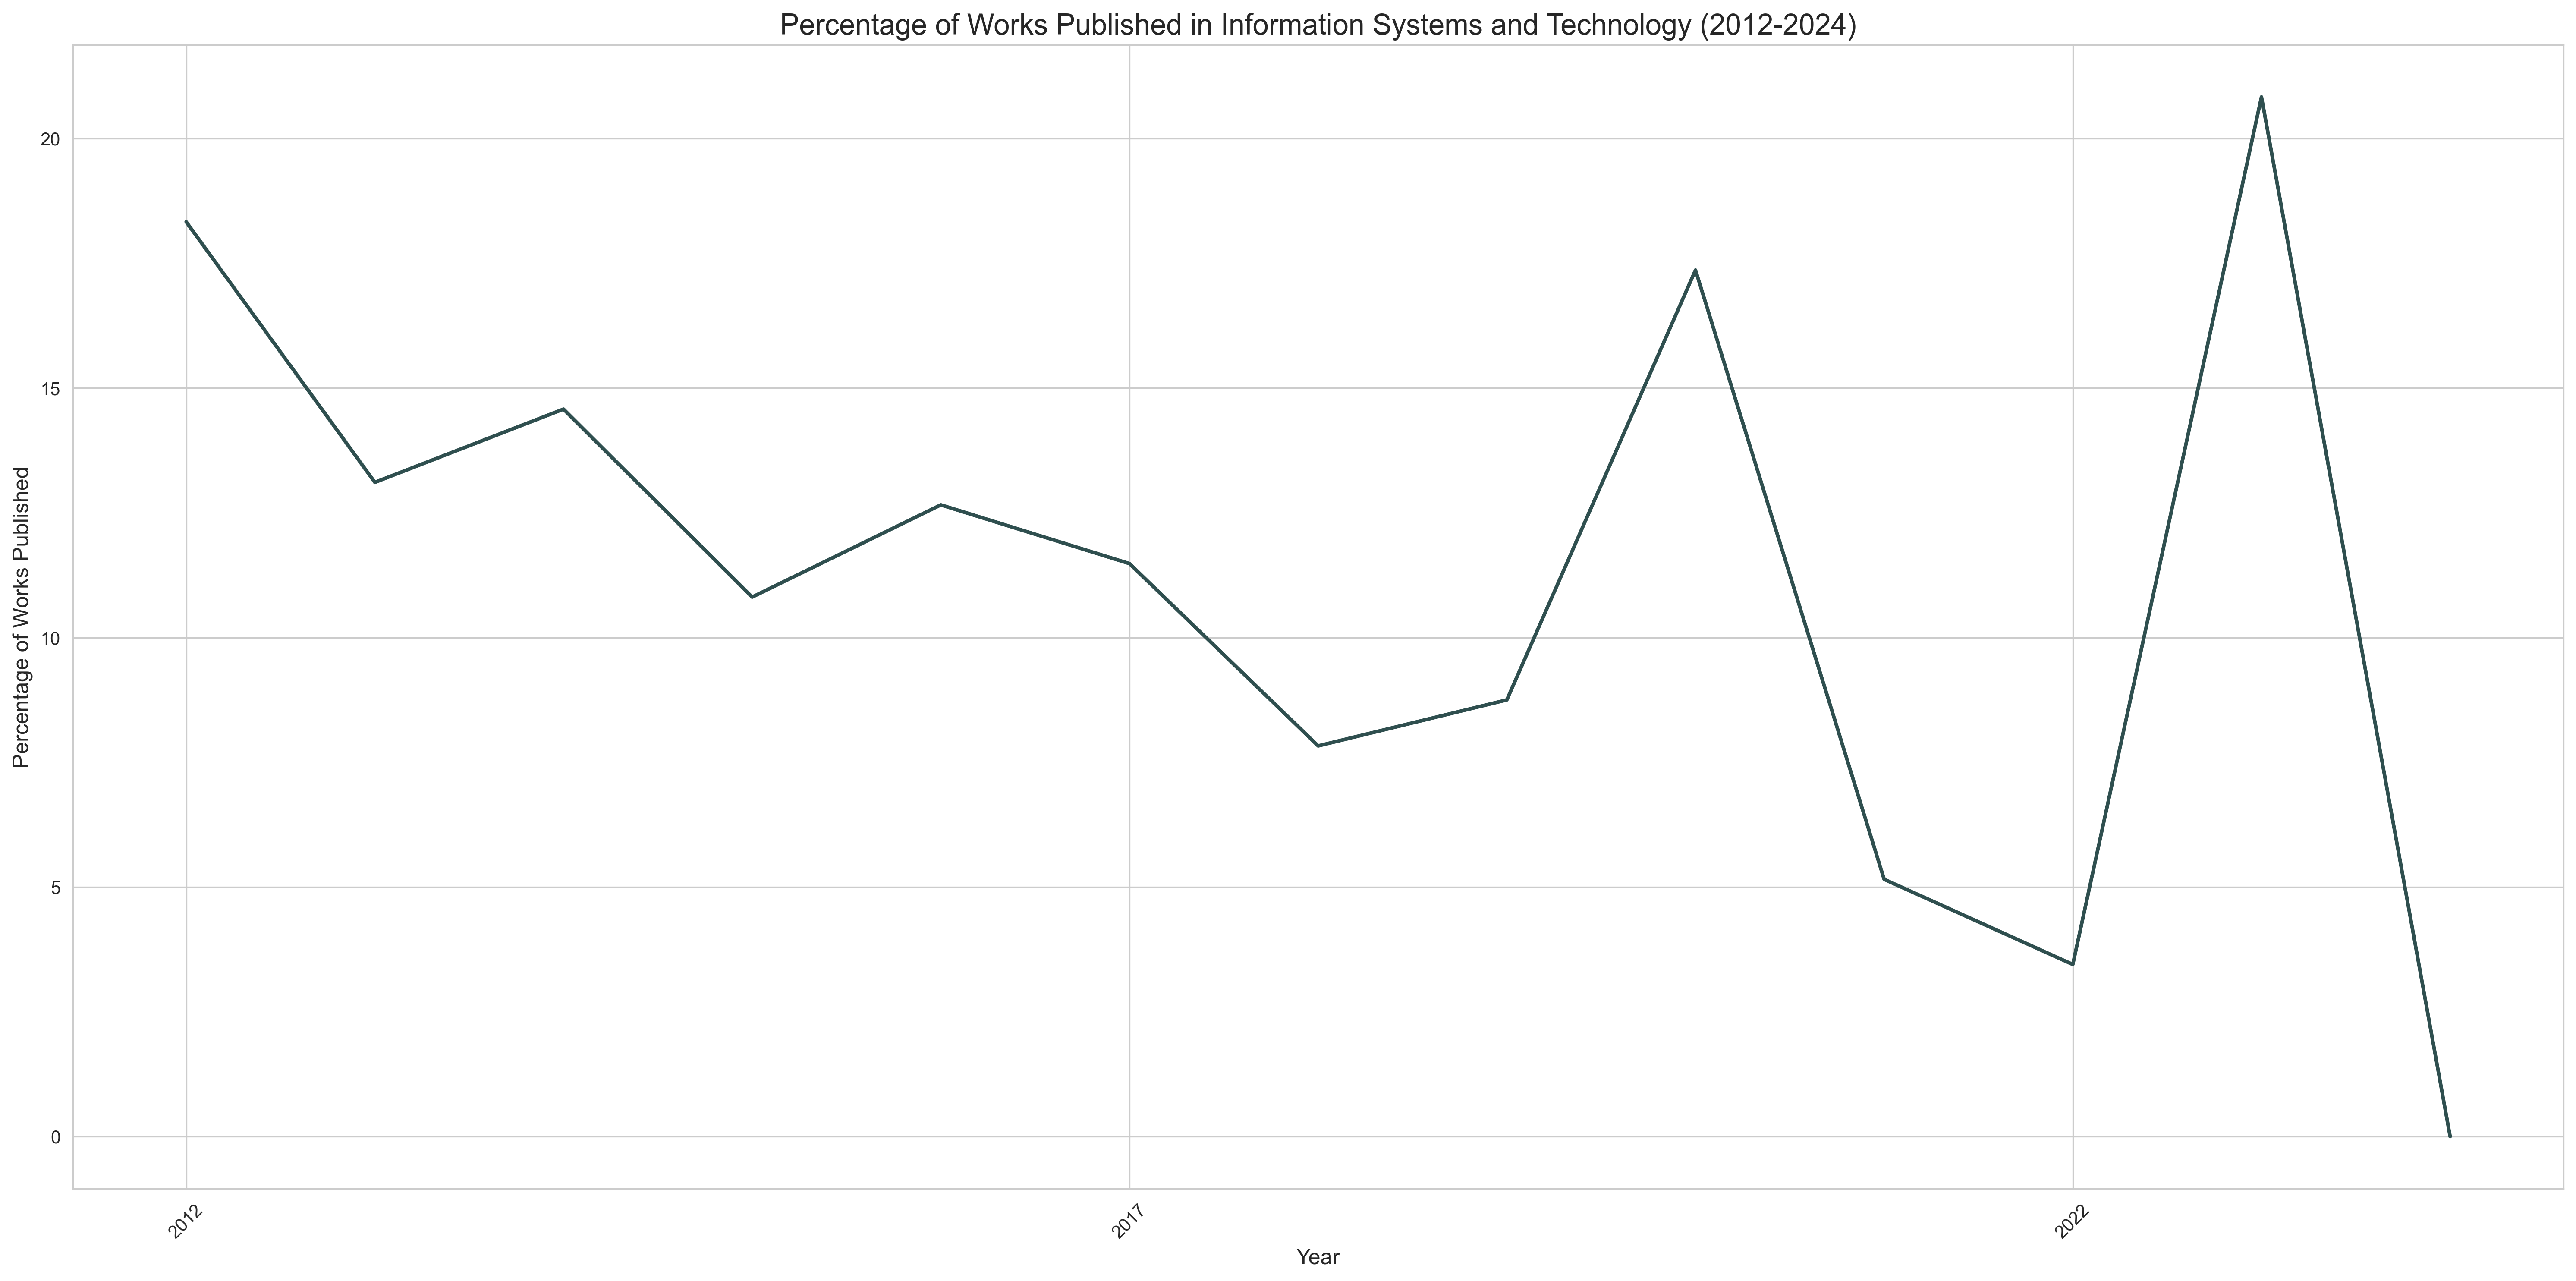 Percentage of Works Published in Information Systems and Technology (2012-2024)
Percentage of Works Published
20
15
10
5
0
2012
2017
2022
Year